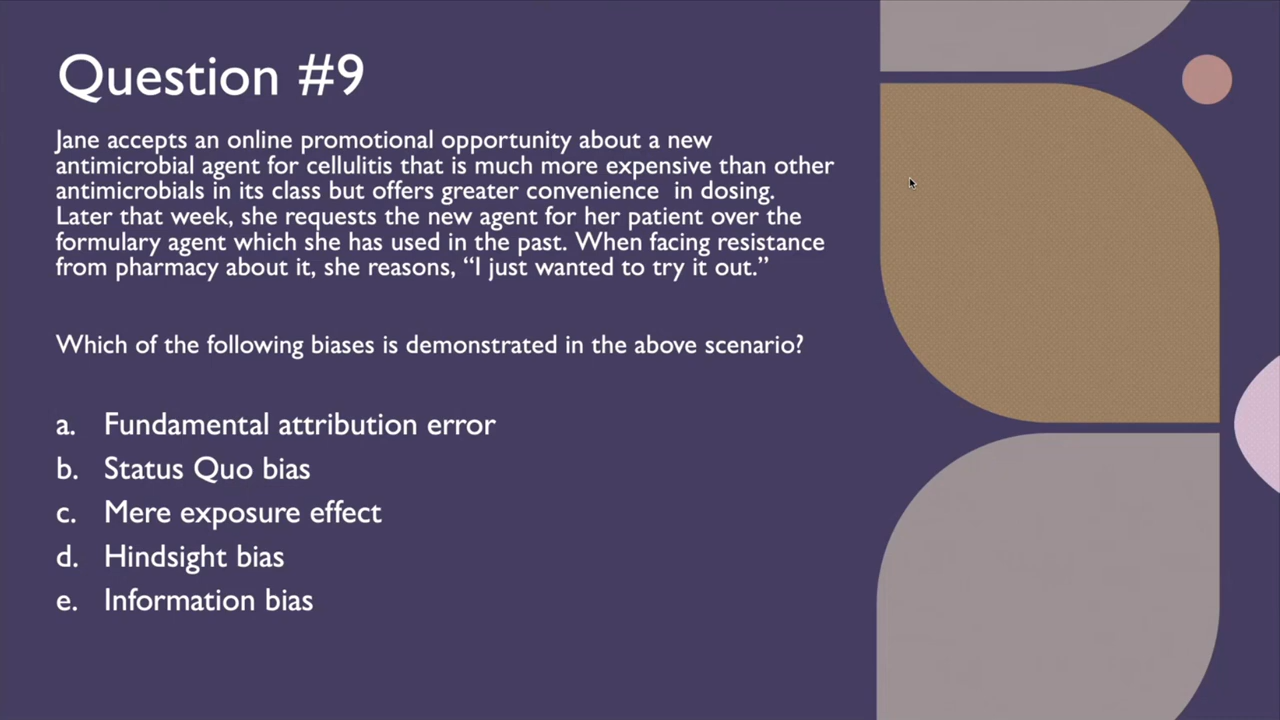 Question #9
Jane accepts an online promotional opportunity about a new
antimicrobial agent for cellulitis that is much more expensive than other
antimicrobials in its class but offers greater convenience  in dosing.
Later that week, she requests the new agent for her patient over the
formulary agent which she has used in the past. When facing resistance
from pharmacy about it, she reasons, “I just wanted to try it out.”
Which of the following biases is demonstrated in the above scenario?
a. Fundamental attribution error
b. Status Quo bias
c. Mere exposure effect
d. Hindsight bias
e. Information bias